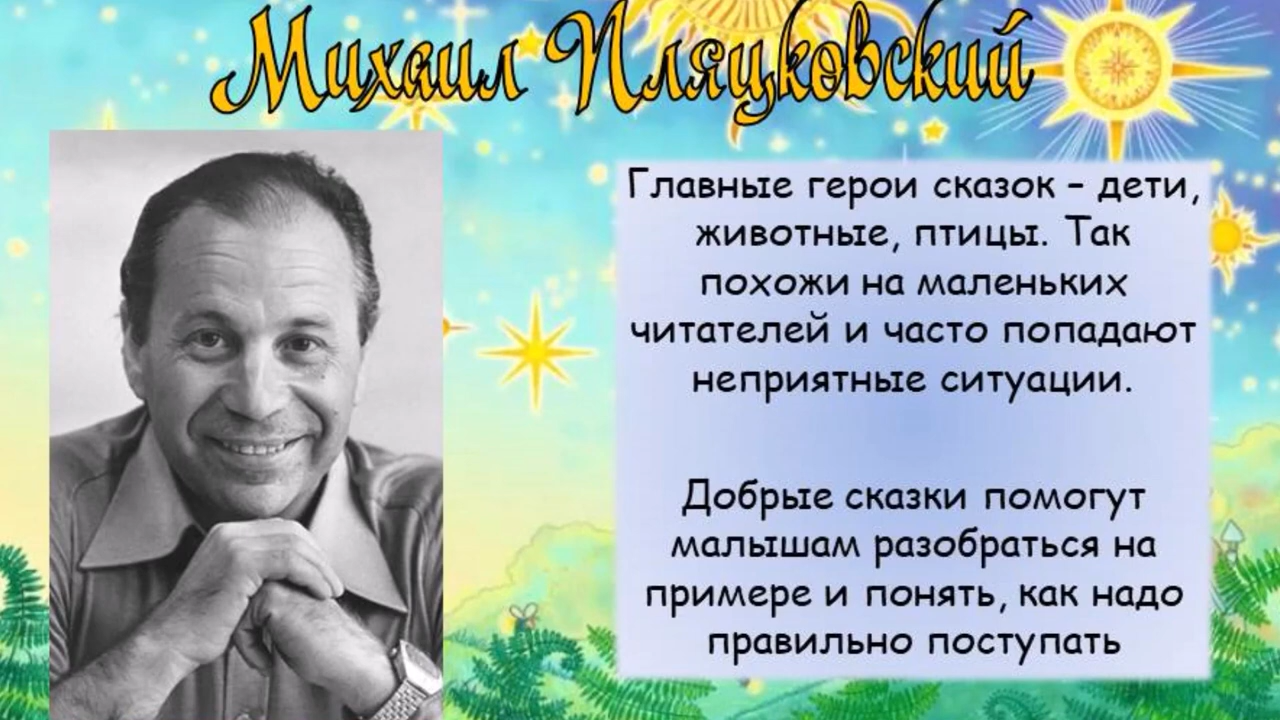 Михаил Пляцковский
Главные герои сказок – дети,
животные, птицы. Так
похожи на маленьких
читателей и часто попадают
неприятные ситуации.
Добрые сказки помогут
малышам разобраться на
примере и понять, как надо
правильно поступать